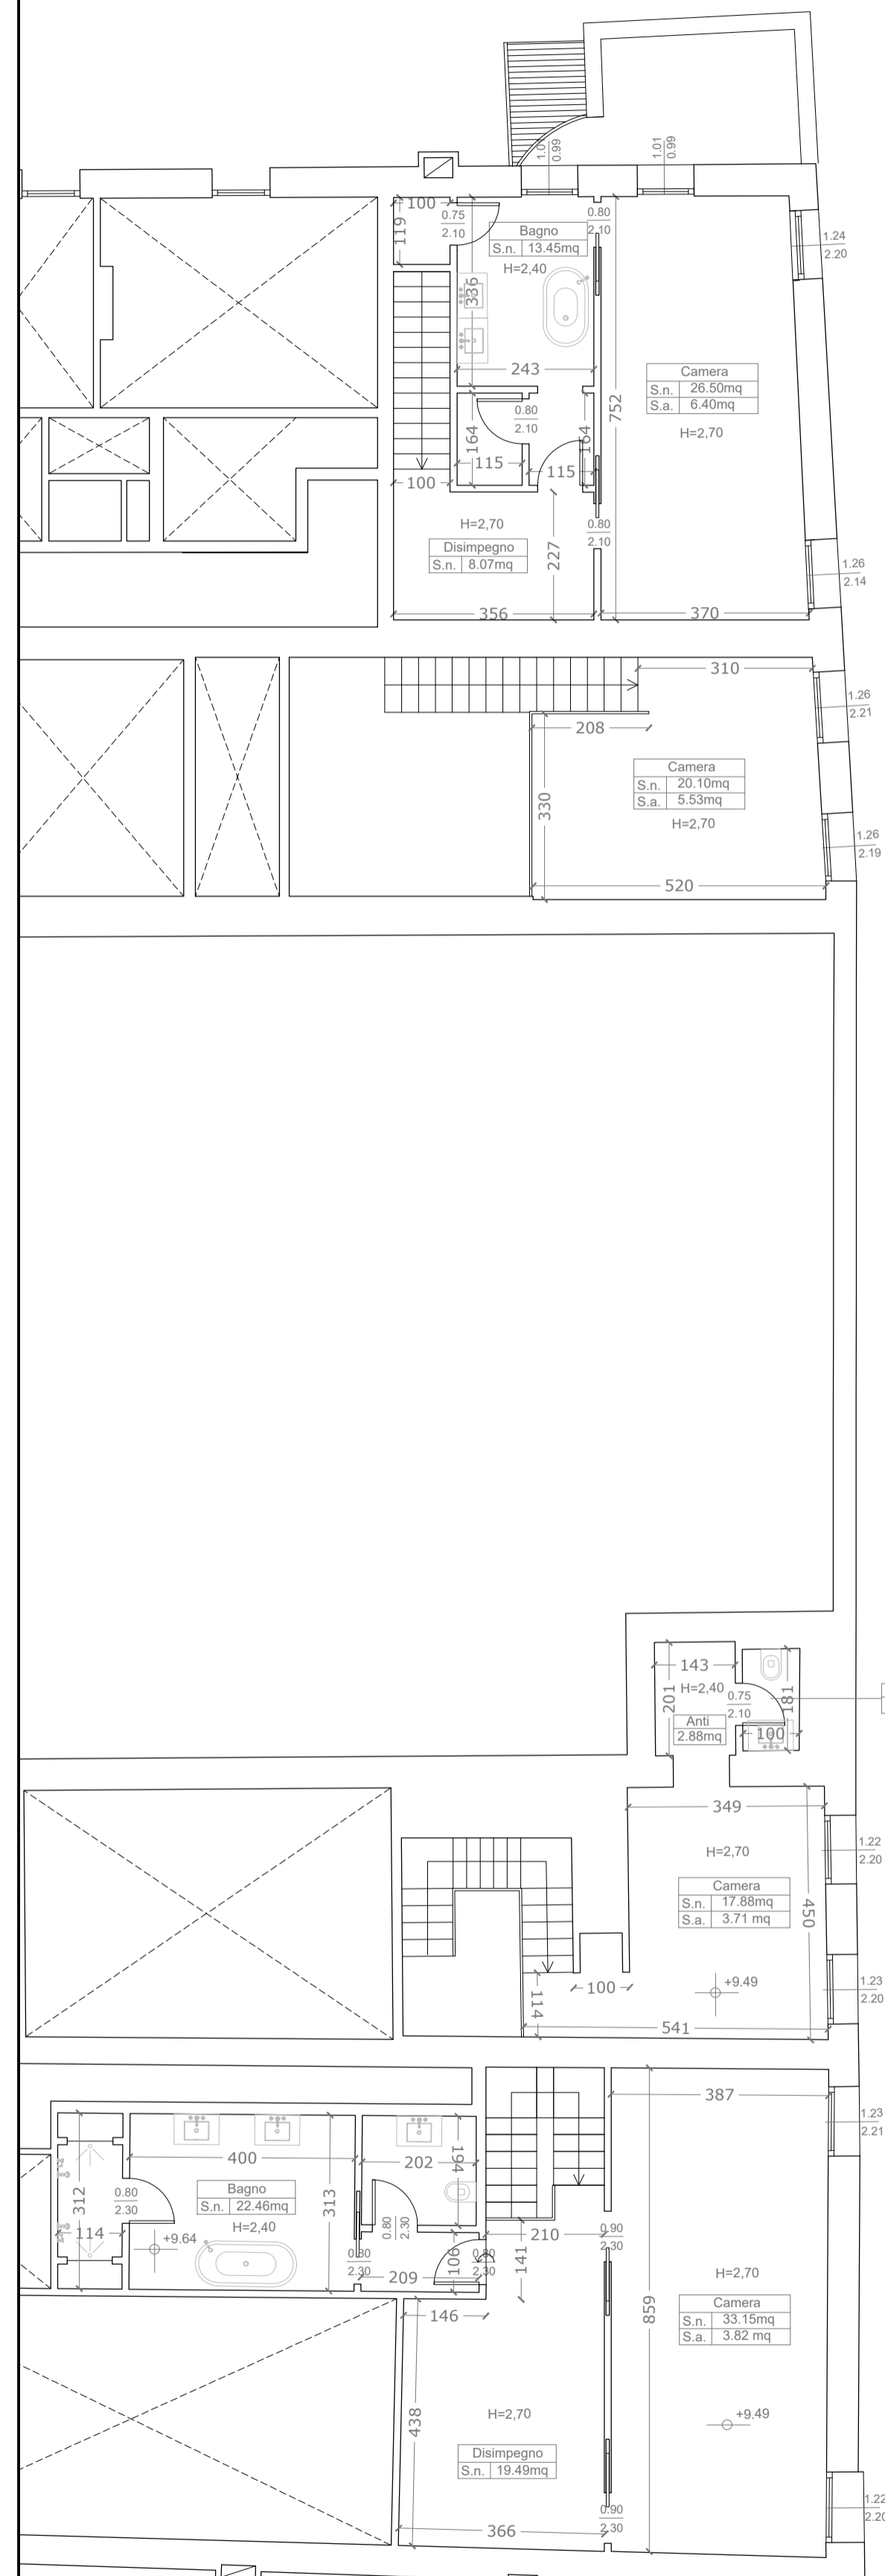 1.01
0.99
1.01
0.99
100
119
0.75
2.10
0.80
2.10
Bagno
S.n. 13.45mq
H=2,40
336
243
1.24
2.20
Camera
S.n. 26.50mq
S.a. 6.40mq
H=2,70
752
0.80
2.10
164
164
115
115
100
H=2,70
Disimpegno
S.n. 8.07mq
227
0.80
2.10
1.26
2.14
356
370
310
1.26
2.21
208
Camera
S.n. 20.10mq
S.a. 5.53mq
H=2,70
330
1.26
2.19
520
143
H=2,40
201
0.75
2.10
181
Anti
2.88mq
100
349
H=2,70
1.22
2.20
Camera
S.n. 17.88mq
S.a. 3.71 mq
450
+9.49
1.23
2.20
100
114
541
387
1.23
2.21
400
202
194
312
0.80
2.30
Bagno
S.n. 22.46mq
H=2,40
313
114
+9.64
0.80
2.30
0.80
2.30
209
106
0.80
2.30
210
141
0.90
2.30
146
H=2,70
Camera
S.n. 33.15mq
S.a. 3.82 mq
859
438
H=2,70
+9.49
Disimpegno
S.n. 19.49mq
366
0.90
2.30
1.22
2.20